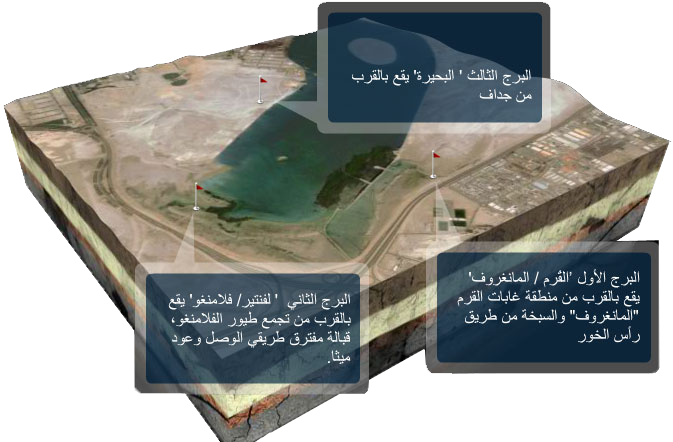 البرج الثالث ' البحيرة' يقع بالقرب
من جداف
البرج الأول 'القُرم / المانغروف'
يقع بالقرب من منطقة غابات القرم
"المانغروف" والسبخة من طريق
رأس الخور
البرج الثاني ' لفنتير/ فلامنغو' يقع
بالقرب من تجمع طيور الفلامنغو،
قبالة مفترق طريقي الوصل وعود
ميثا.